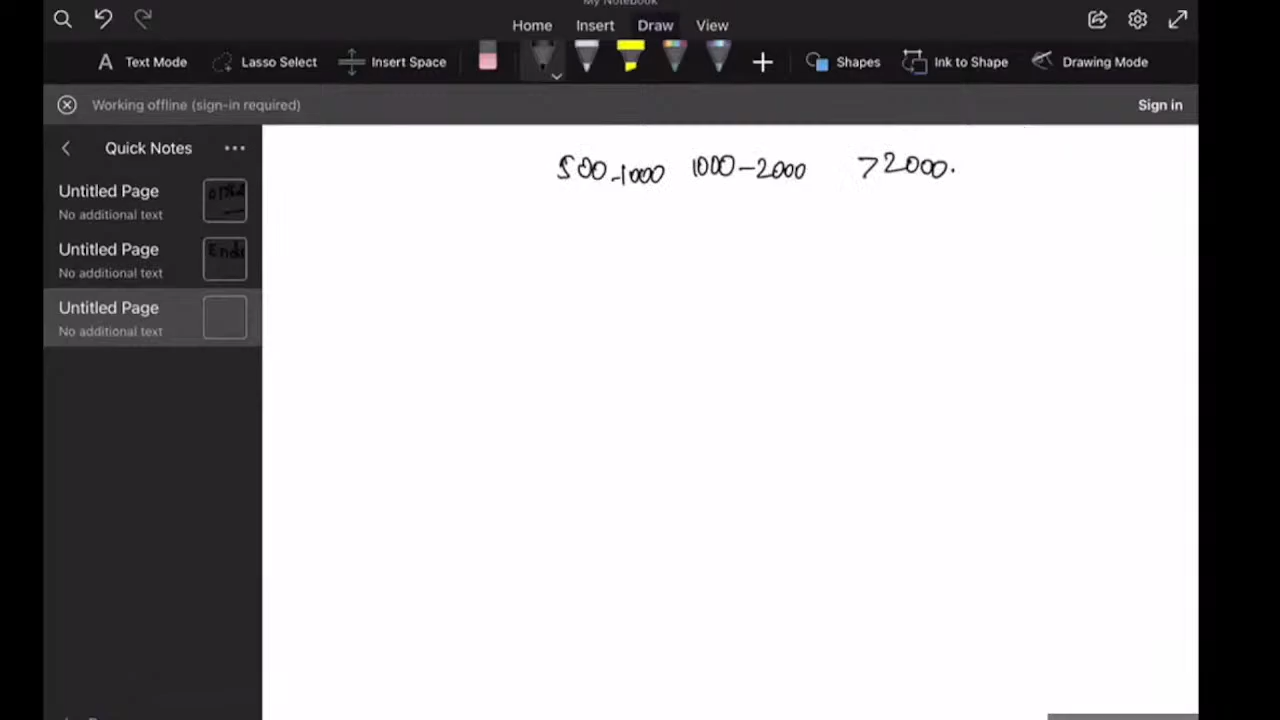 My Notebook
Home Insert Draw View
Text Mode Lasso Select Insert Space Shapes Ink to Shape Drawing Mode
Working offline (sign-in required) Sign in
Quick Notes
500-1000 1000-2000 >2000.
Untitled Page
No additional text
Untitled Page
No additional text
Untitled Page
No additional text